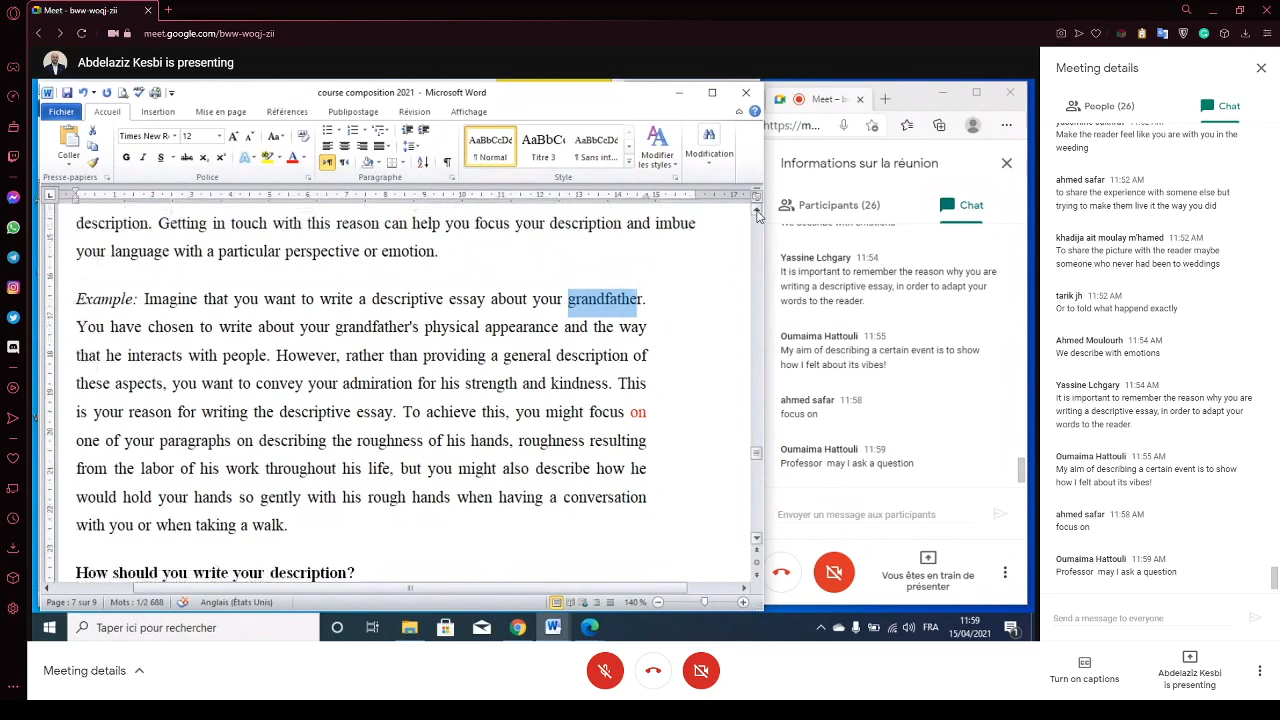 Meet - bww-woqj-zii
meet.google.com/bww-woqj-zii
Abdelaziz Kesbi is presenting
course composition 2021 - Microsoft Word
Fichier
Accueil
Insertion
Mise en page
Références
Publipostage
Révision
Affichage
Coller
Times New R
12
Presse-papiers
Police
Paragraphe
AaBbCcI
¶ Normal
AaBbCc
Titre 3
AaBbCcI
¶ Sans int...
Modifier
les styles
Style
Modification
description. Getting in touch with this reason can help you focus your description and imbue
your language with a particular perspective or emotion.
Example: Imagine that you want to write a descriptive essay about your grandfather.
You have chosen to write about your grandfather's physical appearance and the way
that he interacts with people. However, rather than providing a general description of
these aspects, you want to convey your admiration for his strength and kindness. This
is your reason for writing the descriptive essay. To achieve this, you might focus on
one of your paragraphs on describing the roughness of his hands, roughness resulting
from the labor of his work throughout his life, but you might also describe how he
would hold your hands so gently with his rough hands when having a conversation
with you or when taking a walk.
How should you write your description?
Page : 7 sur 9
Mots : 1/2 688
Anglais (États Unis)
140 %
Meet – b
https://m...
Informations sur la réunion
Participants (26)
Chat
Yassine Lchgary 11:54
It is important to remember the reason why you are
writing a descriptive essay, in order to adapt your
words to the reader.
Oumaima Hattouli 11:55
My aim of describing a certain event is to show
how I felt about its vibes!
ahmed safar 11:58
focus on
Oumaima Hattouli 11:59
Professor may I ask a question
Envoyer un message aux participants
Vous êtes en train de
présenter
Taper ici pour rechercher
FRA
11:59
15/04/2021
1
Meeting details
People (26)
Chat
Make the reader feel like you are with you in the
weeding
ahmed safar 11:52 AM
to share the experience with somene else but
trying to make them live it the way you did
khadija ait moulay m'hamed 11:52 AM
To share the picture with the reader maybe
someone who never had been to weddings
tarik jh 11:52 AM
Or to told what happend exactly
Ahmed Moulourh 11:54 AM
We describe with emotions
Yassine Lchgary 11:54 AM
It is important to remember the reason why you are
writing a descriptive essay, in order to adapt your
words to the reader.
Oumaima Hattouli 11:55 AM
My aim of describing a certain event is to show
how I felt about its vibes!
ahmed safar 11:58 AM
focus on
Oumaima Hattouli 11:59 AM
Professor may I ask a question
Send a message to everyone
Meeting details
Turn on captions
Abdelaziz Kesbi
is presenting